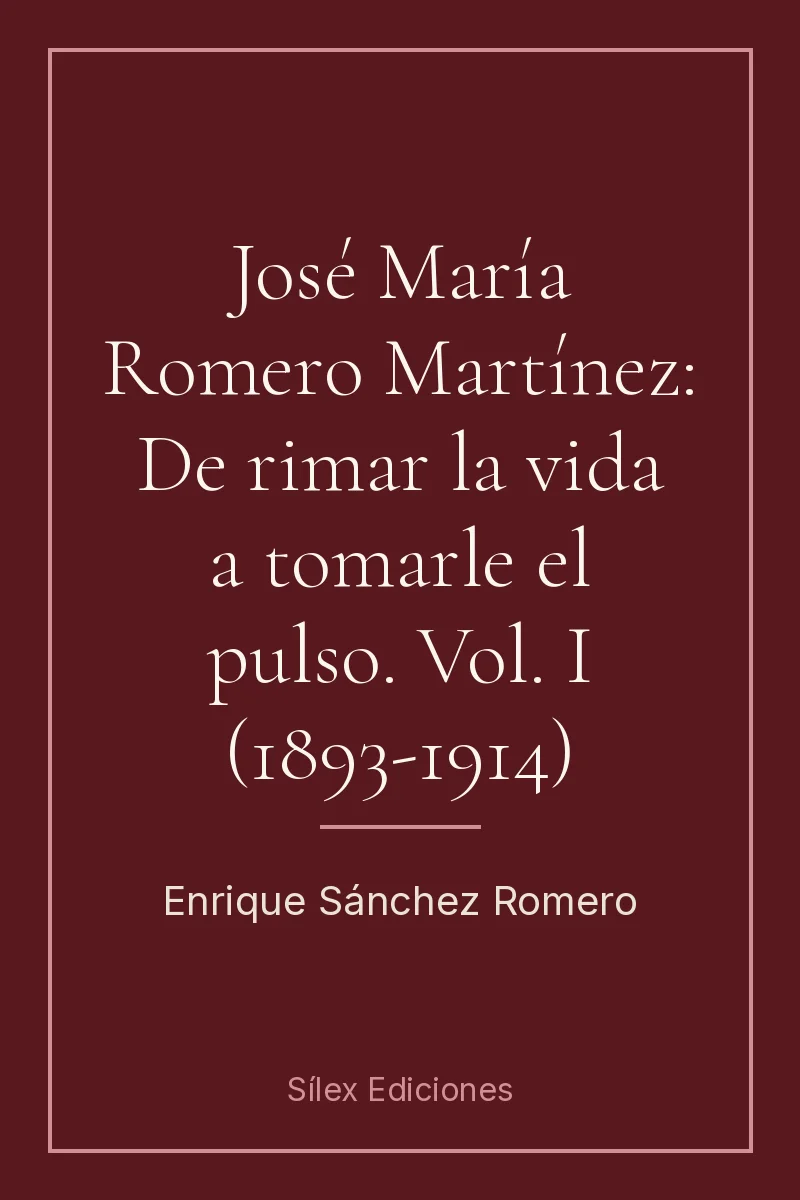 José María
Romero Martínez:
De rimar la vida
a tomarle el
pulso. Vol. I
(1893-1914)
Enrique Sánchez Romero
Sílex Ediciones